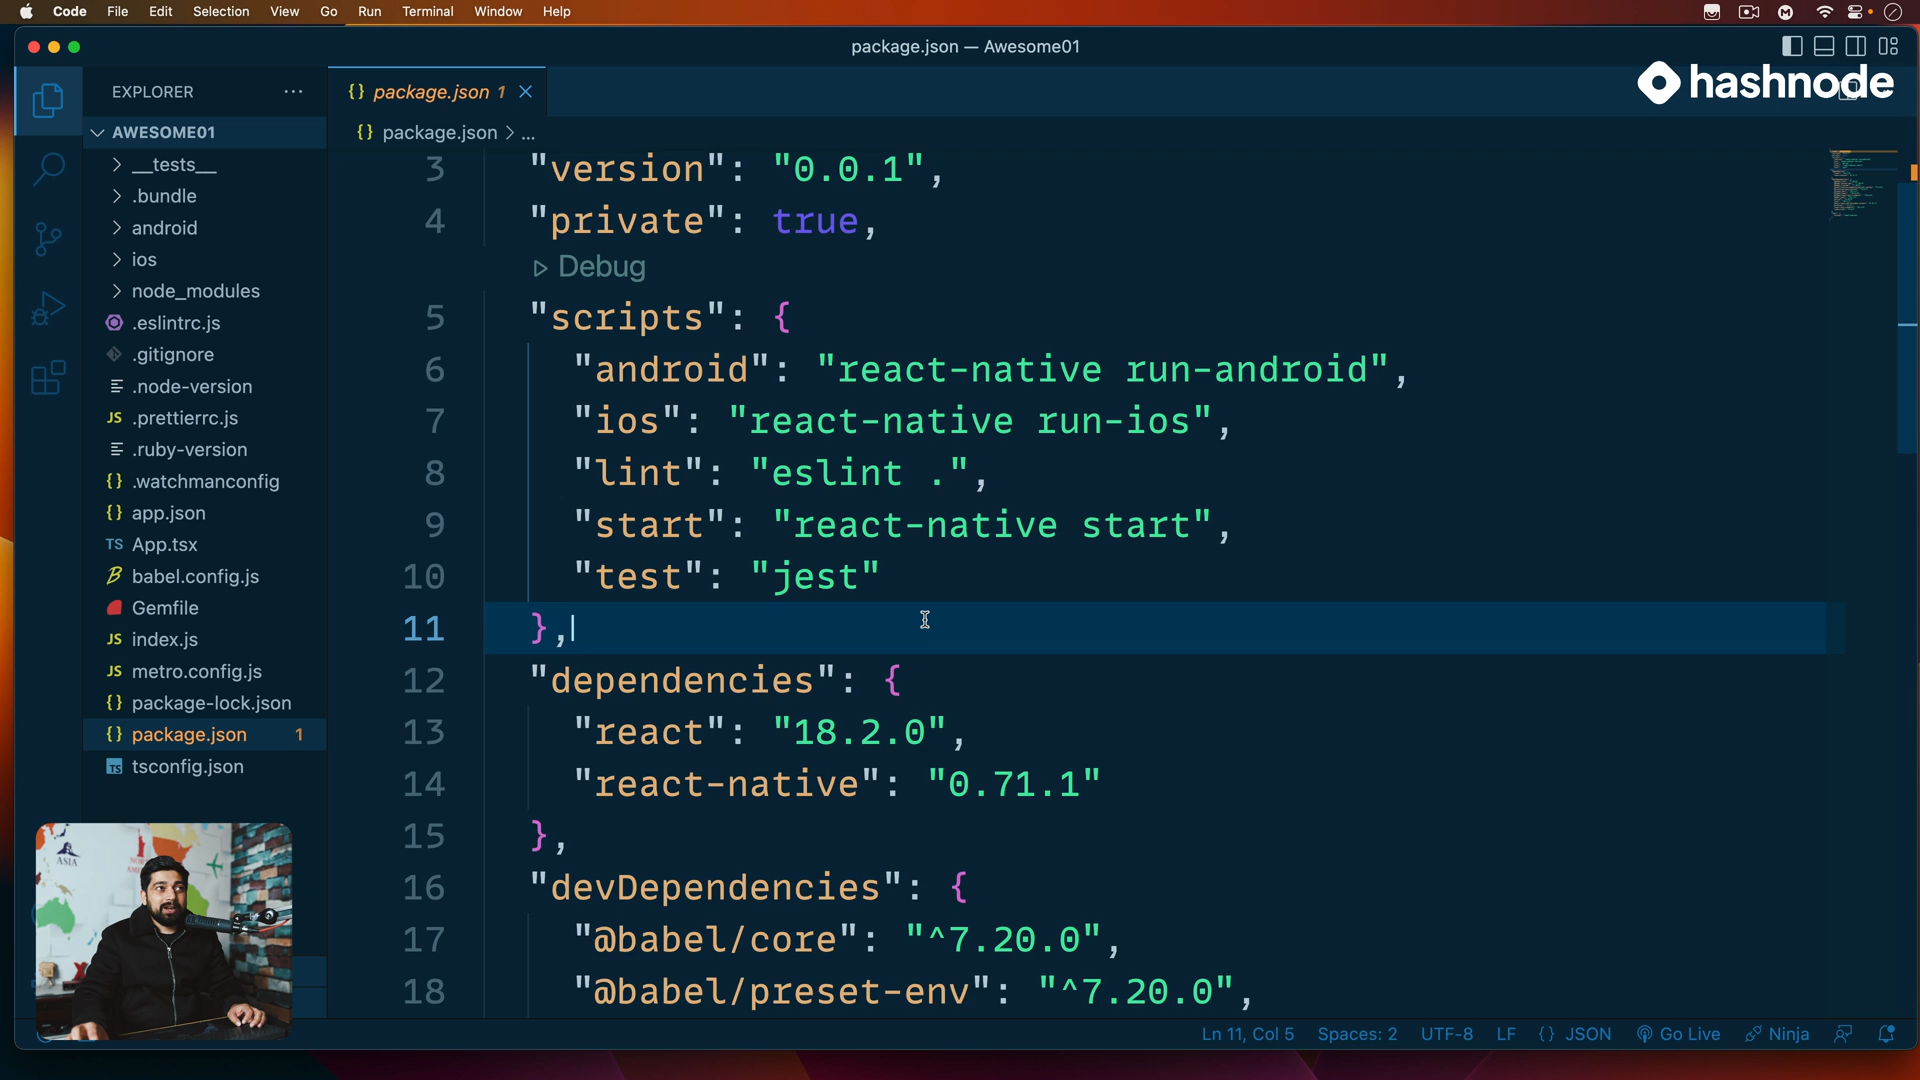 Code File Edit Selection View Go Run Terminal Window Help
package.json — Awesome01
hashnode
EXPLORER ···
AWESOME01
__tests__
.bundle
android
ios
node_modules
.eslintrc.js
.gitignore
.node-version
JS .prettierrc.js
.ruby-version
{} .watchmanconfig
{} app.json
TS App.tsx
babel.config.js
Gemfile
JS index.js
JS metro.config.js
{} package-lock.json
{} package.json 1
TS tsconfig.json
{} package.json 1
{} package.json > ...
3 "version": "0.0.1",
4 "private": true,
Debug
5 "scripts": {
6 "android": "react-native run-android",
7 "ios": "react-native run-ios",
8 "lint": "eslint .",
9 "start": "react-native start",
10 "test": "jest"
11 },
12 "dependencies": {
13 "react": "18.2.0",
14 "react-native": "0.71.1"
15 },
16 "devDependencies": {
17 "@babel/core": "^7.20.0",
18 "@babel/preset-env": "^7.20.0",
ASIA
Ln 11, Col 5 Spaces: 2 UTF-8 LF {} JSON Go Live Ninja